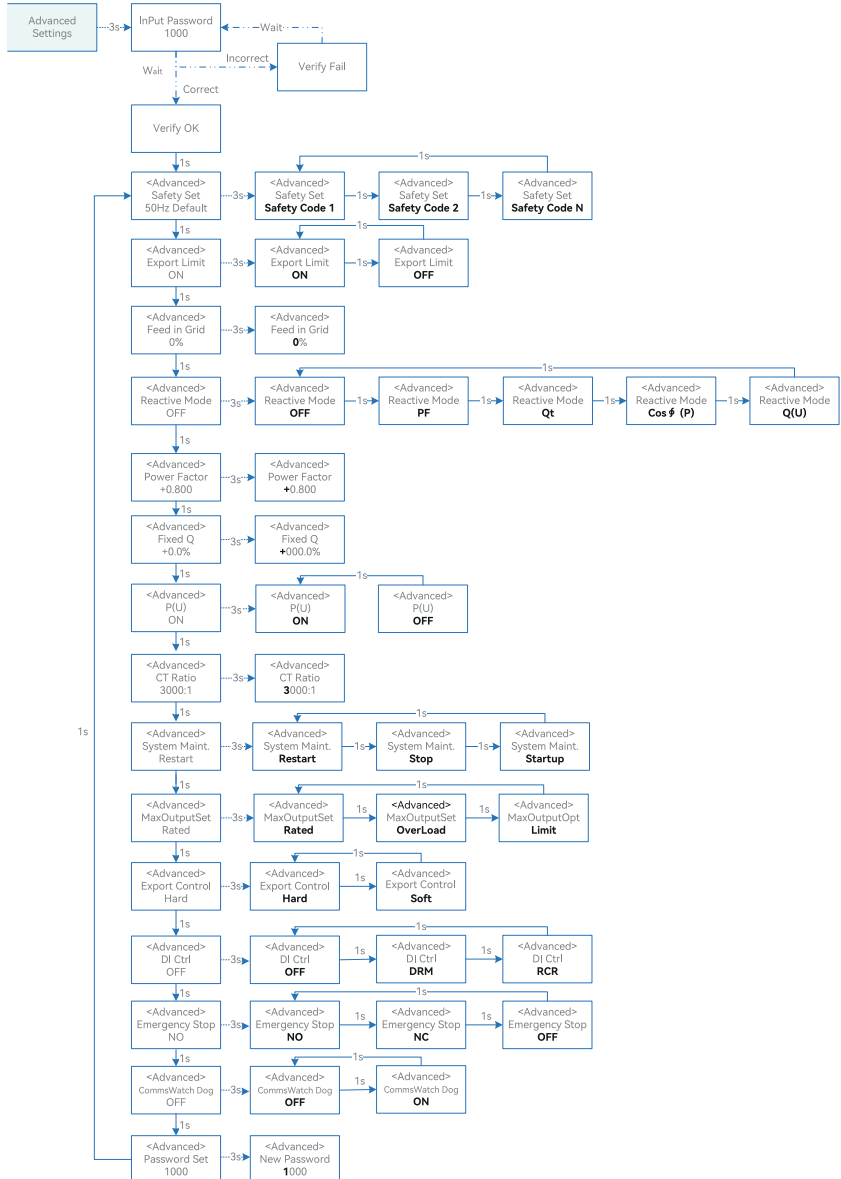 Advanced
Settings
3s
InPut Password
1000
Wait
Incorrect
Verify Fail
Wait
Correct
Verify OK
1s
1s
<Advanced>
Safety Set
50Hz Default
3s
<Advanced>
Safety Set
Safety Code 1
1s
<Advanced>
Safety Set
Safety Code 2
1s
<Advanced>
Safety Set
Safety Code N
1s
1s
<Advanced>
Export Limit
ON
3s
<Advanced>
Export Limit
ON
1s
<Advanced>
Export Limit
OFF
1s
<Advanced>
Feed in Grid
0%
3s
<Advanced>
Feed in Grid
0%
1s
1s
<Advanced>
Reactive Mode
OFF
3s
<Advanced>
Reactive Mode
OFF
1s
<Advanced>
Reactive Mode
PF
1s
<Advanced>
Reactive Mode
Qt
1s
<Advanced>
Reactive Mode
Cos∮ (P)
1s
<Advanced>
Reactive Mode
Q(U)
1s
<Advanced>
Power Factor
+0.800
3s
<Advanced>
Power Factor
+0.800
1s
<Advanced>
Fixed Q
+0.0%
3s
<Advanced>
Fixed Q
+000.0%
1s
1s
<Advanced>
P(U)
ON
3s
<Advanced>
P(U)
ON
<Advanced>
P(U)
OFF
1s
<Advanced>
CT Ratio
3000:1
3s
<Advanced>
CT Ratio
3000:1
1s
1s
1s
<Advanced>
System Maint.
Restart
3s
<Advanced>
System Maint.
Restart
1s
<Advanced>
System Maint.
Stop
1s
<Advanced>
System Maint.
Startup
1s
1s
<Advanced>
MaxOutputSet
Rated
3s
<Advanced>
MaxOutputSet
Rated
1s
<Advanced>
MaxOutputSet
OverLoad
1s
<Advanced>
MaxOutputOpt
Limit
1s
1s
<Advanced>
Export Control
Hard
3s
<Advanced>
Export Control
Hard
1s
<Advanced>
Export Control
Soft
1s
1s
<Advanced>
DI Ctrl
OFF
3s
<Advanced>
DI Ctrl
OFF
1s
<Advanced>
DI Ctrl
DRM
1s
<Advanced>
DI Ctrl
RCR
1s
1s
<Advanced>
Emergency Stop
NO
3s
<Advanced>
Emergency Stop
NO
1s
<Advanced>
Emergency Stop
NC
1s
<Advanced>
Emergency Stop
OFF
1s
1s
<Advanced>
CommsWatch Dog
OFF
3s
<Advanced>
CommsWatch Dog
OFF
1s
<Advanced>
CommsWatch Dog
ON
1s
<Advanced>
Password Set
1000
3s
<Advanced>
New Password
1000